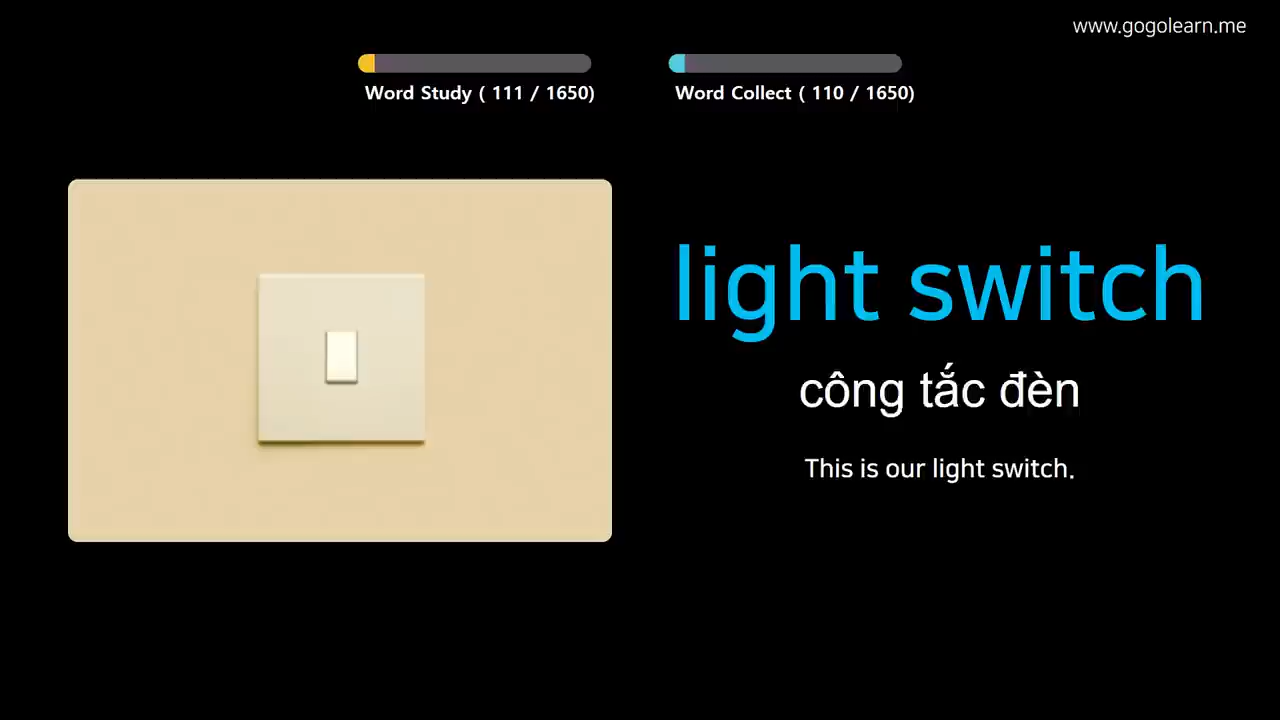 www.gogolearn.me
Word Study ( 111 / 1650)
Word Collect ( 110 / 1650)
light switch
công tắc đèn
This is our light switch.